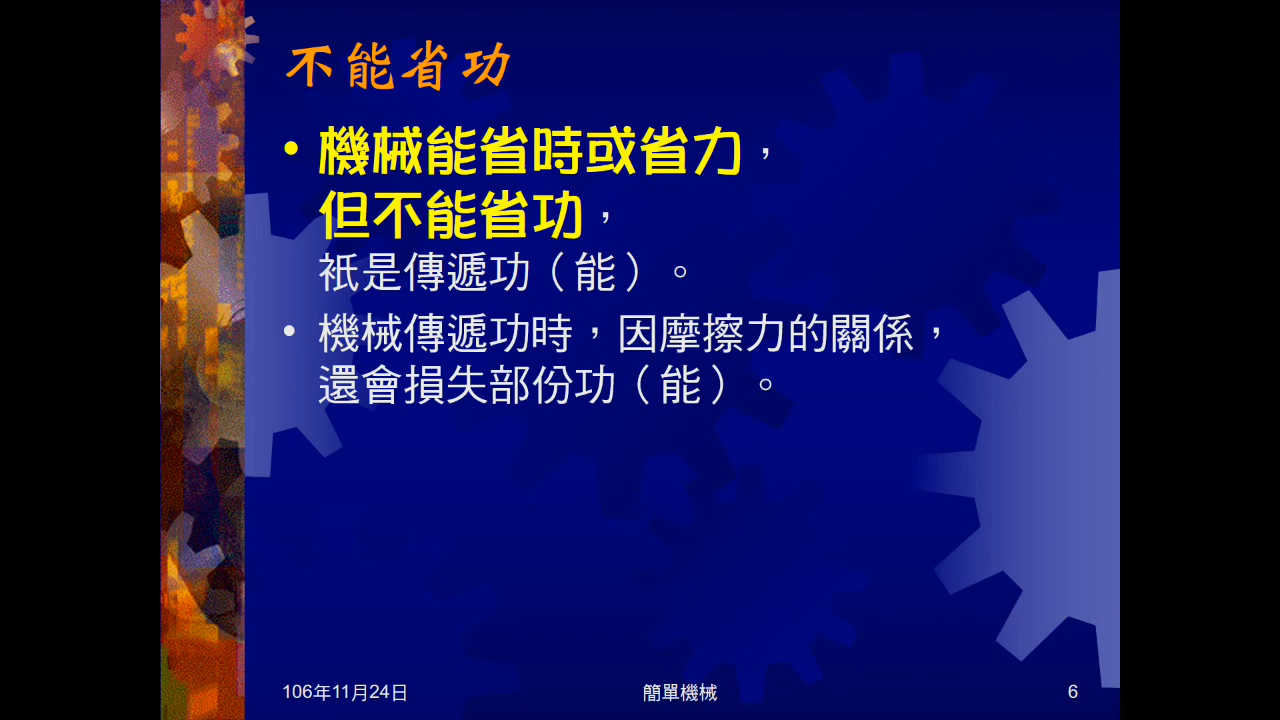 不能省功
• 機械能省時或省力，
但不能省功，
衹是傳遞功（能）。
• 機械傳遞功時，因摩擦力的關係，
還會損失部份功（能）。
106年11月24日 簡單機械 6